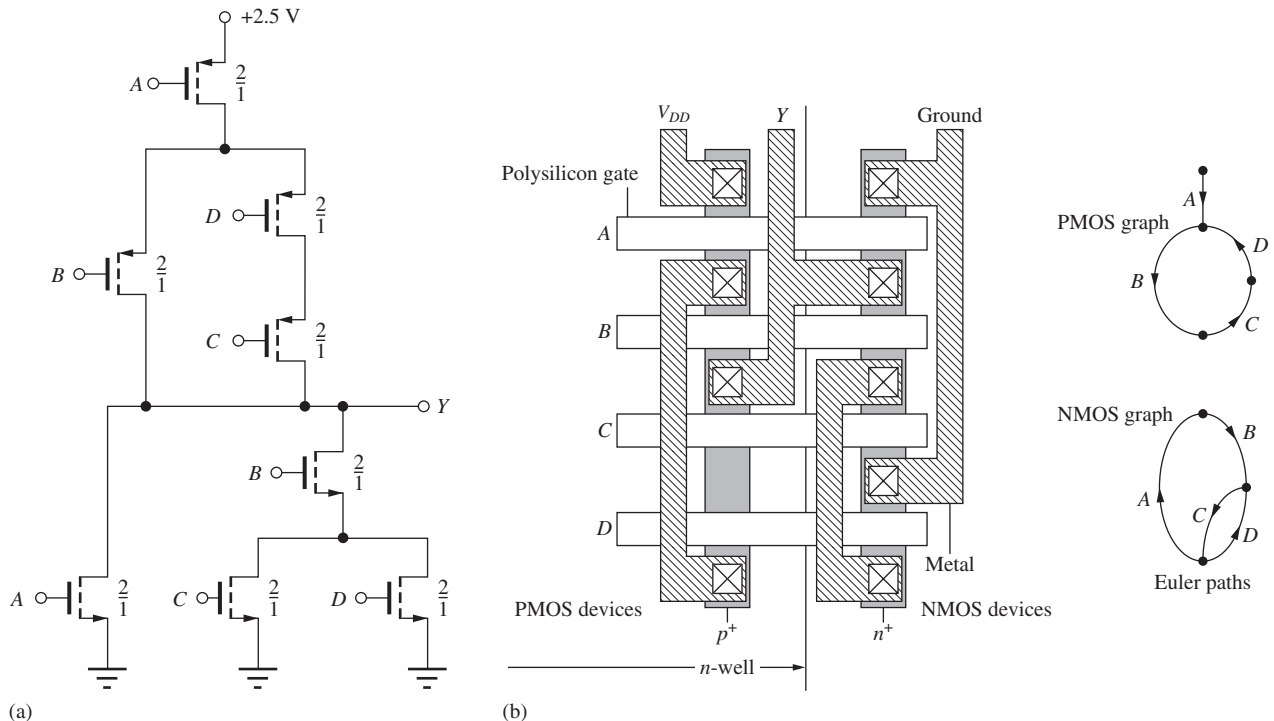 +2.5 V
A
2
1
D
2
1
B
2
1
C
2
1
Y
B
2
1
A
2
1
C
2
1
D
2
1
(a)
V_DD
Y
Ground
Polysilicon gate
A
B
C
D
Metal
PMOS devices
NMOS devices
p+
n+
n-well
(b)
PMOS graph
A
B
D
C
NMOS graph
A
B
C
D
Euler paths